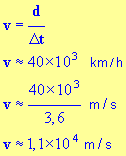 v = d/Δt
v ≈ 40×10³ km/h
v ≈ 40×10³/3,6 m/s
v ≈ 1,1×10⁴ m/s